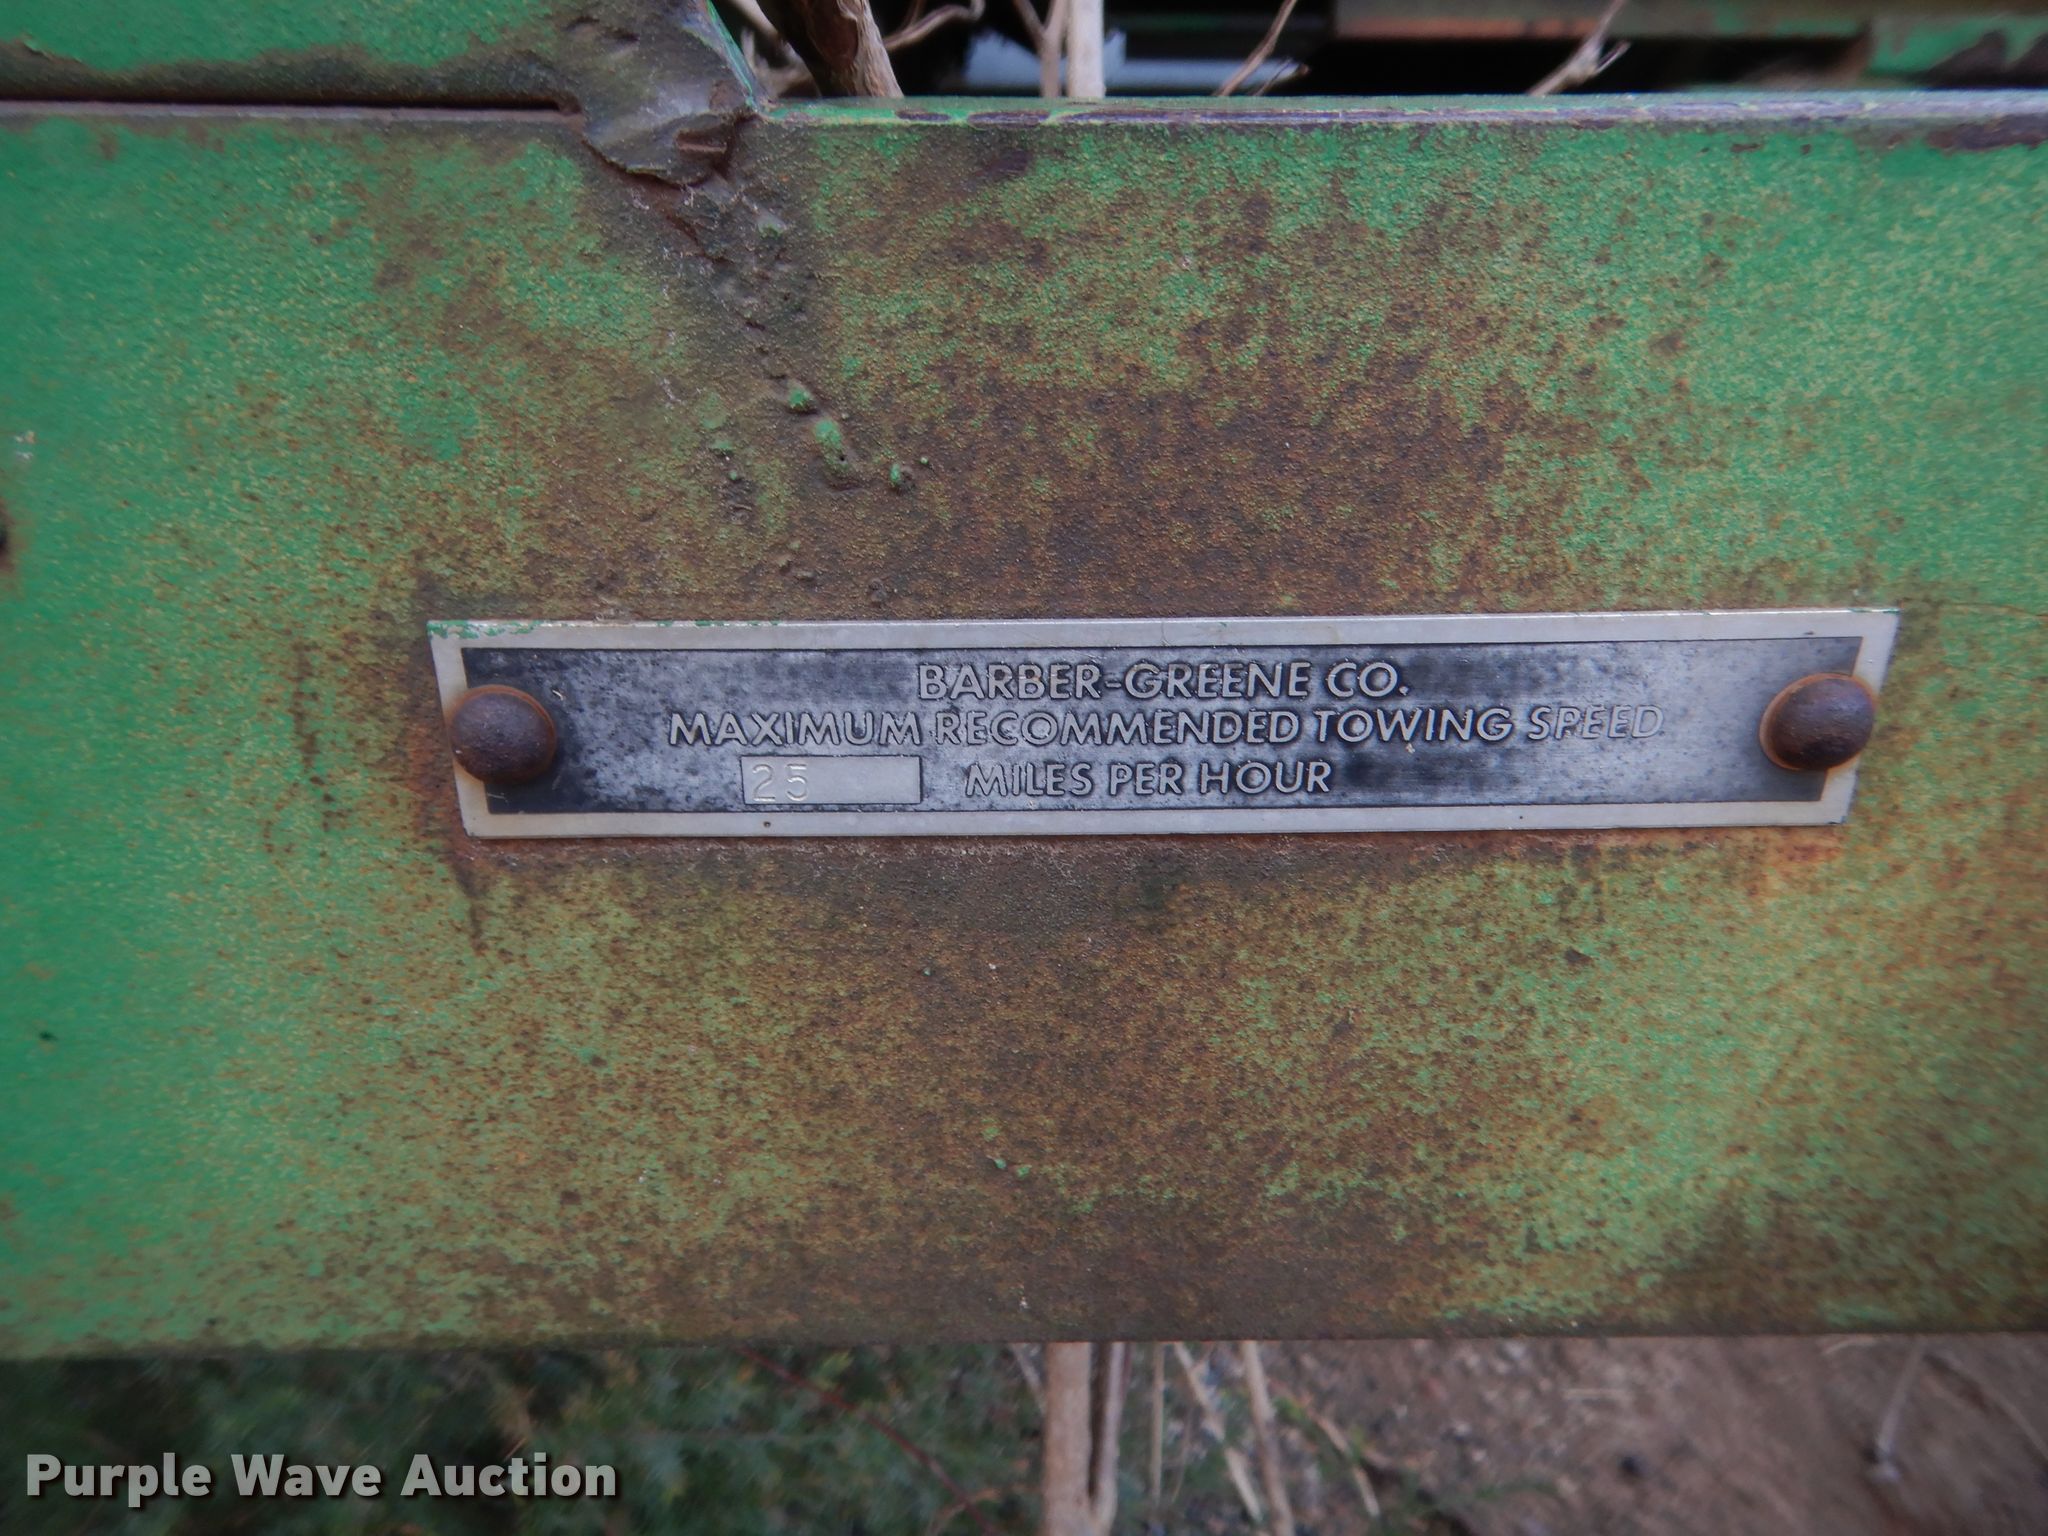 BARBER-GREENE CO.
MAXIMUM RECOMMENDED TOWING SPEED
25 MILES PER HOUR
Purple Wave Auction